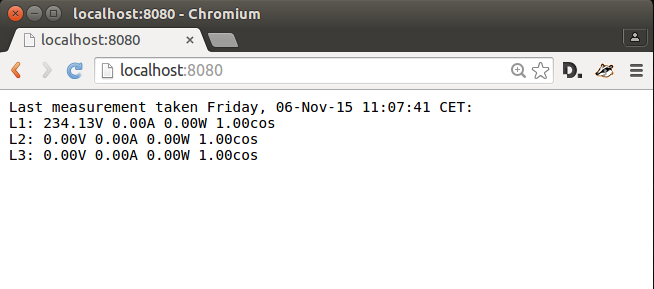 localhost:8080 - Chromium
localhost:8080
localhost:8080
D.
Last measurement taken Friday, 06-Nov-15 11:07:41 CET:
L1: 234.13V 0.00A 0.00W 1.00cos
L2: 0.00V 0.00A 0.00W 1.00cos
L3: 0.00V 0.00A 0.00W 1.00cos